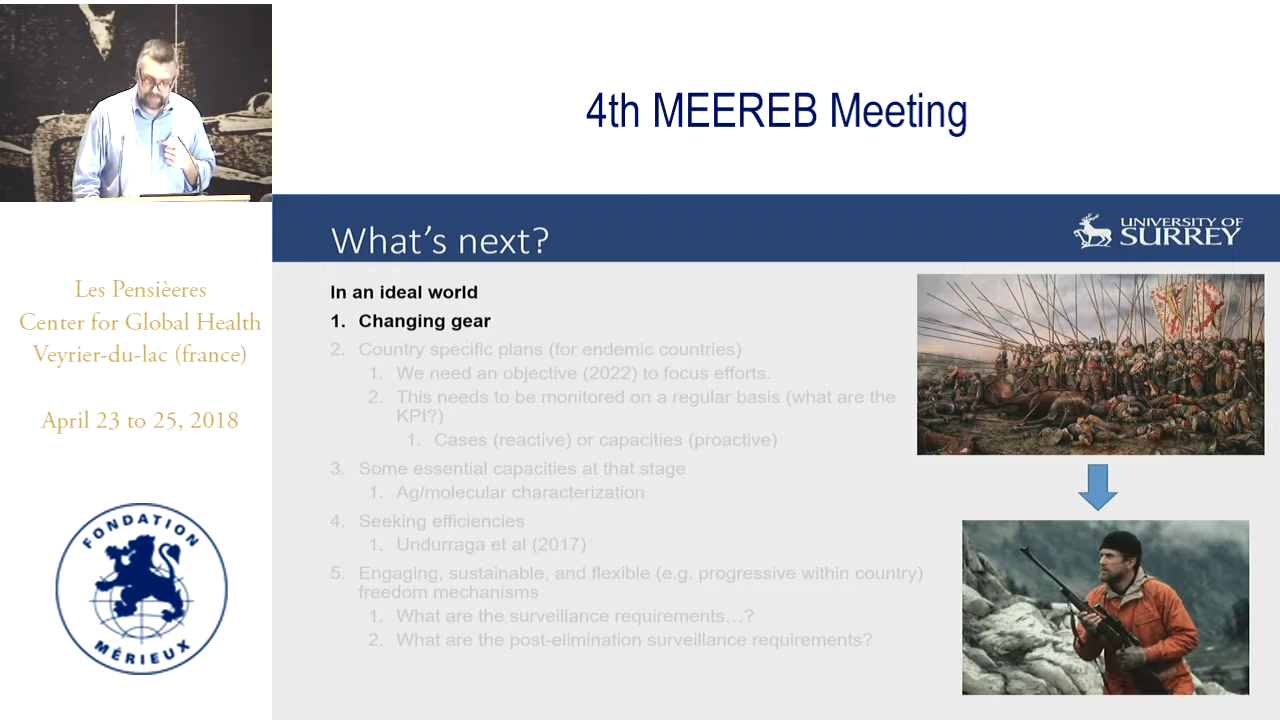 4th MEEREB Meeting
What's next?
UNIVERSITY OF
SURREY
Les Pensièeres
Center for Global Health
Veyrier-du-lac (france)
April 23 to 25, 2018
FONDATION
MÉRIEUX
In an ideal world
1. Changing gear
2. Country specific plans (for endemic countries)
1. We need an objective (2022) to focus efforts.
2. This needs to be monitored on a regular basis (what are the
KPI?)
1. Cases (reactive) or capacities (proactive)
3. Some essential capacities at that stage
1. Ag/molecular characterization
4. Seeking efficiencies
1. Undurraga et al (2017)
5. Engaging, sustainable, and flexible (e.g. progressive within country)
freedom mechanisms
1. What are the surveillance requirements…?
2. What are the post-elimination surveillance requirements?